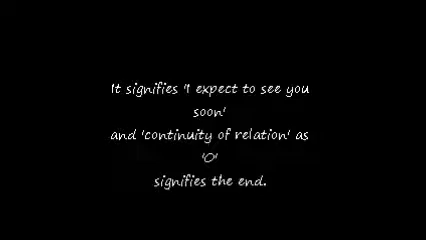 It signifies 'I expect to see you
soon'
and 'continuity of relation' as
'O'
signifies the end.